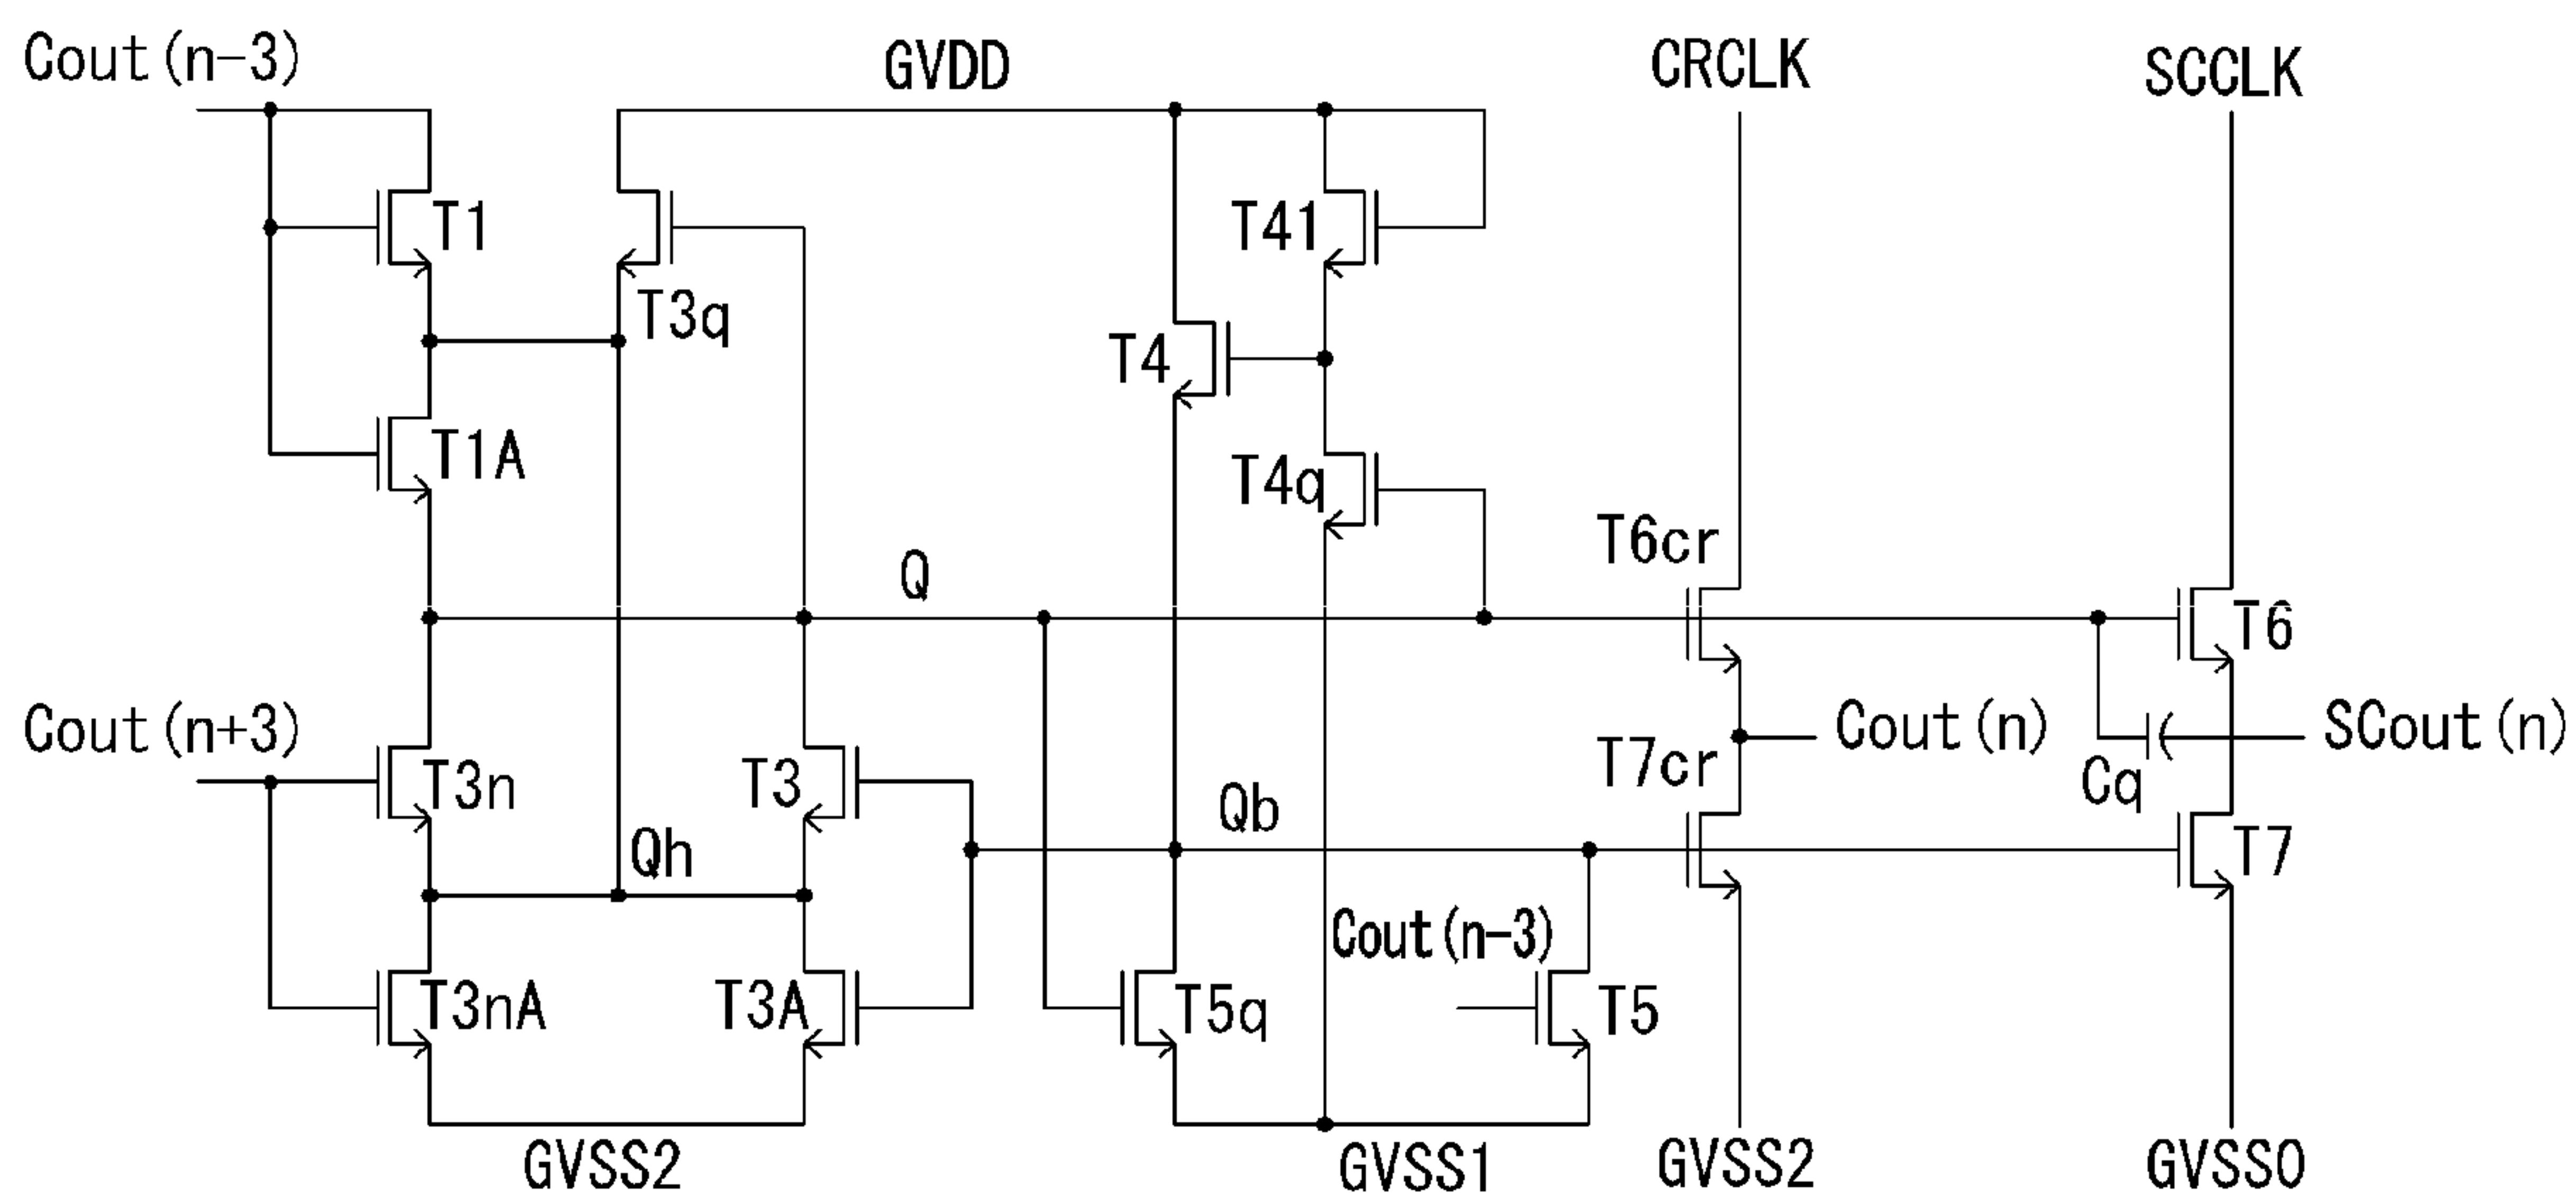 Cout(n-3)
GVDD
CRCLK
SCCLK
T1
T3q
T41
T4
T1A
T4q
T6cr
Q
T6
Cout(n+3)
Cout(n)
SCout(n)
T7cr
T3n
T3
Cq
Qb
Qh
T7
Cout(n-3)
T3nA
T3A
T5q
T5
GVSS2
GVSS1
GVSS2
GVSS0